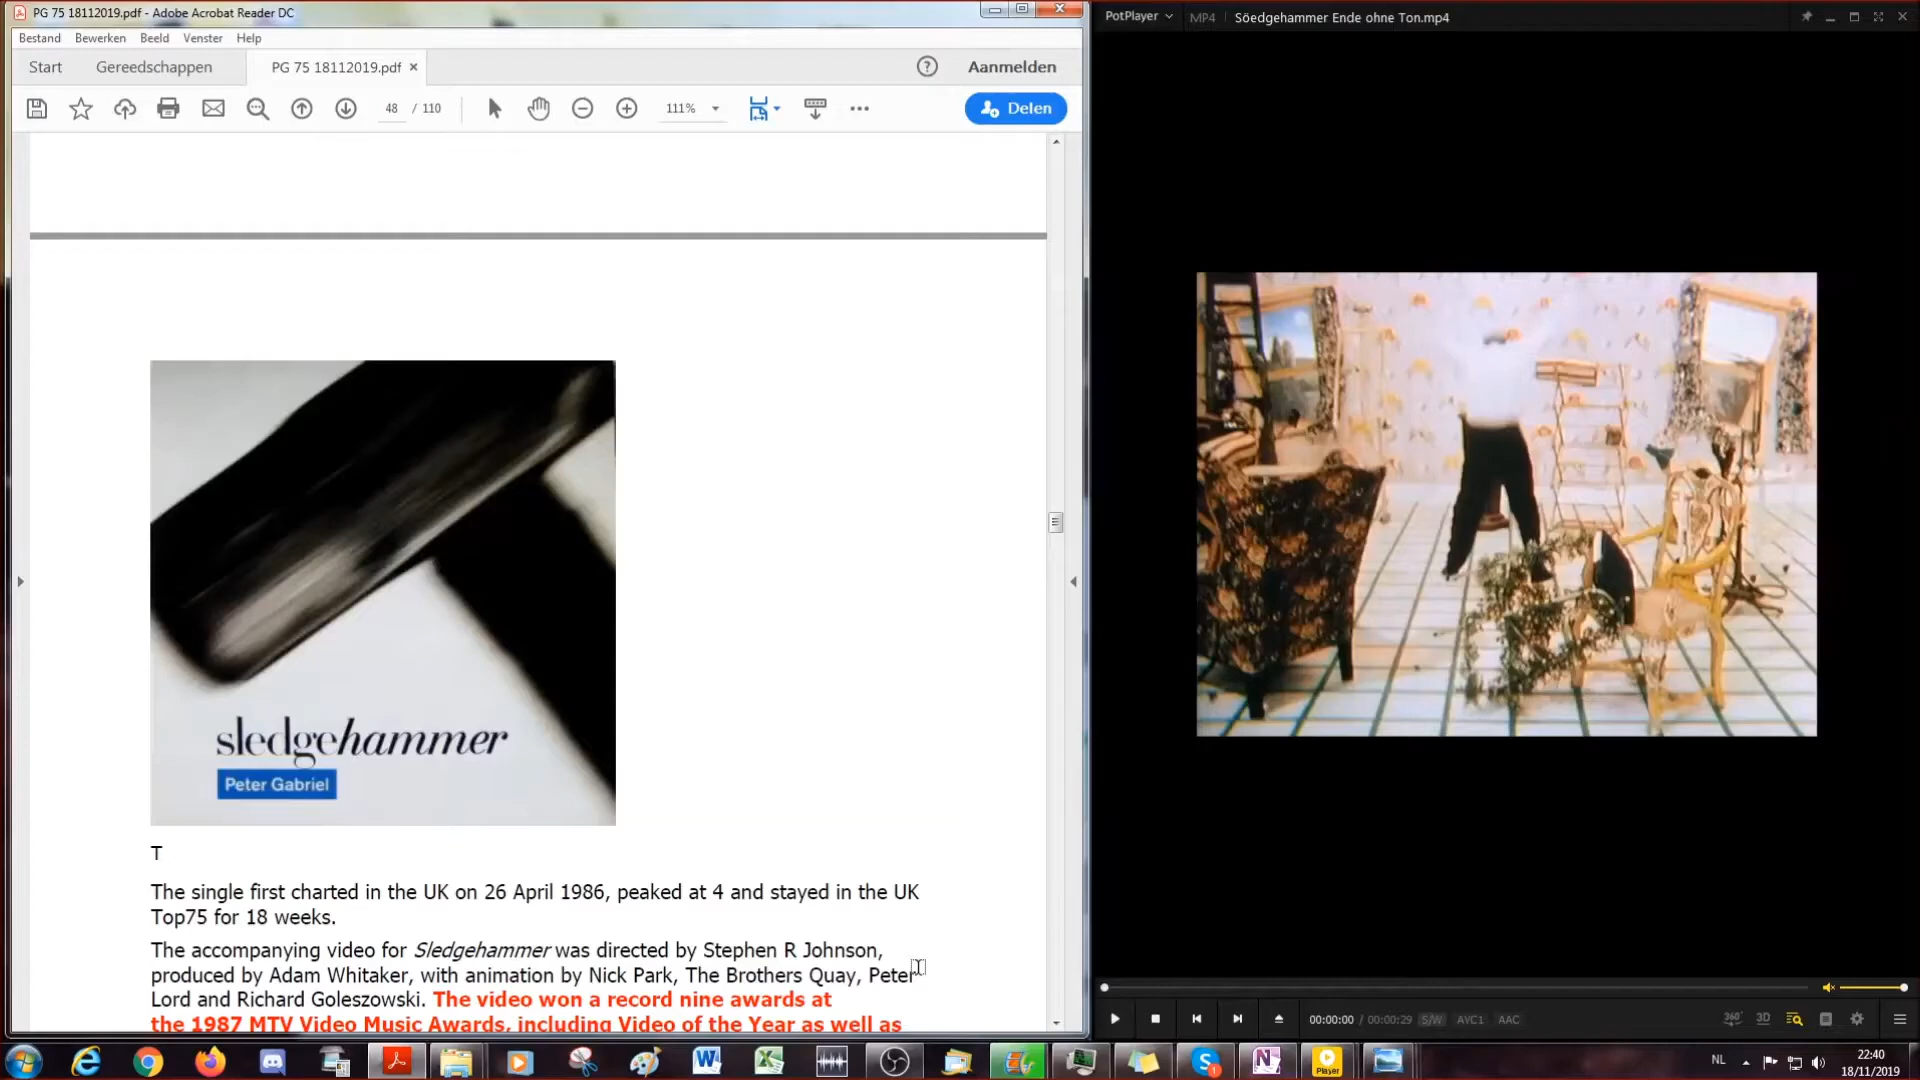 PG 75 18112019.pdf - Adobe Acrobat Reader DC
Bestand Bewerken Beeld Venster Help
Start Gereedschappen PG 75 18112019.pdf × Aanmelden
48 / 110 111% Delen
sledgehammer
Peter Gabriel
T
The single first charted in the UK on 26 April 1986, peaked at 4 and stayed in the UK
Top75 for 18 weeks.
The accompanying video for Sledgehammer was directed by Stephen R Johnson,
produced by Adam Whitaker, with animation by Nick Park, The Brothers Quay, Peter
Lord and Richard Goleszowski. The video won a record nine awards at
the 1987 MTV Video Music Awards, including Video of the Year as well as
PotPlayer MP4 Söedgehammer Ende ohne Ton.mp4
00:00:00 / 00:00:29 S/W AVC1 AAC
360° 3D
Player
NL
22:40
18/11/2019